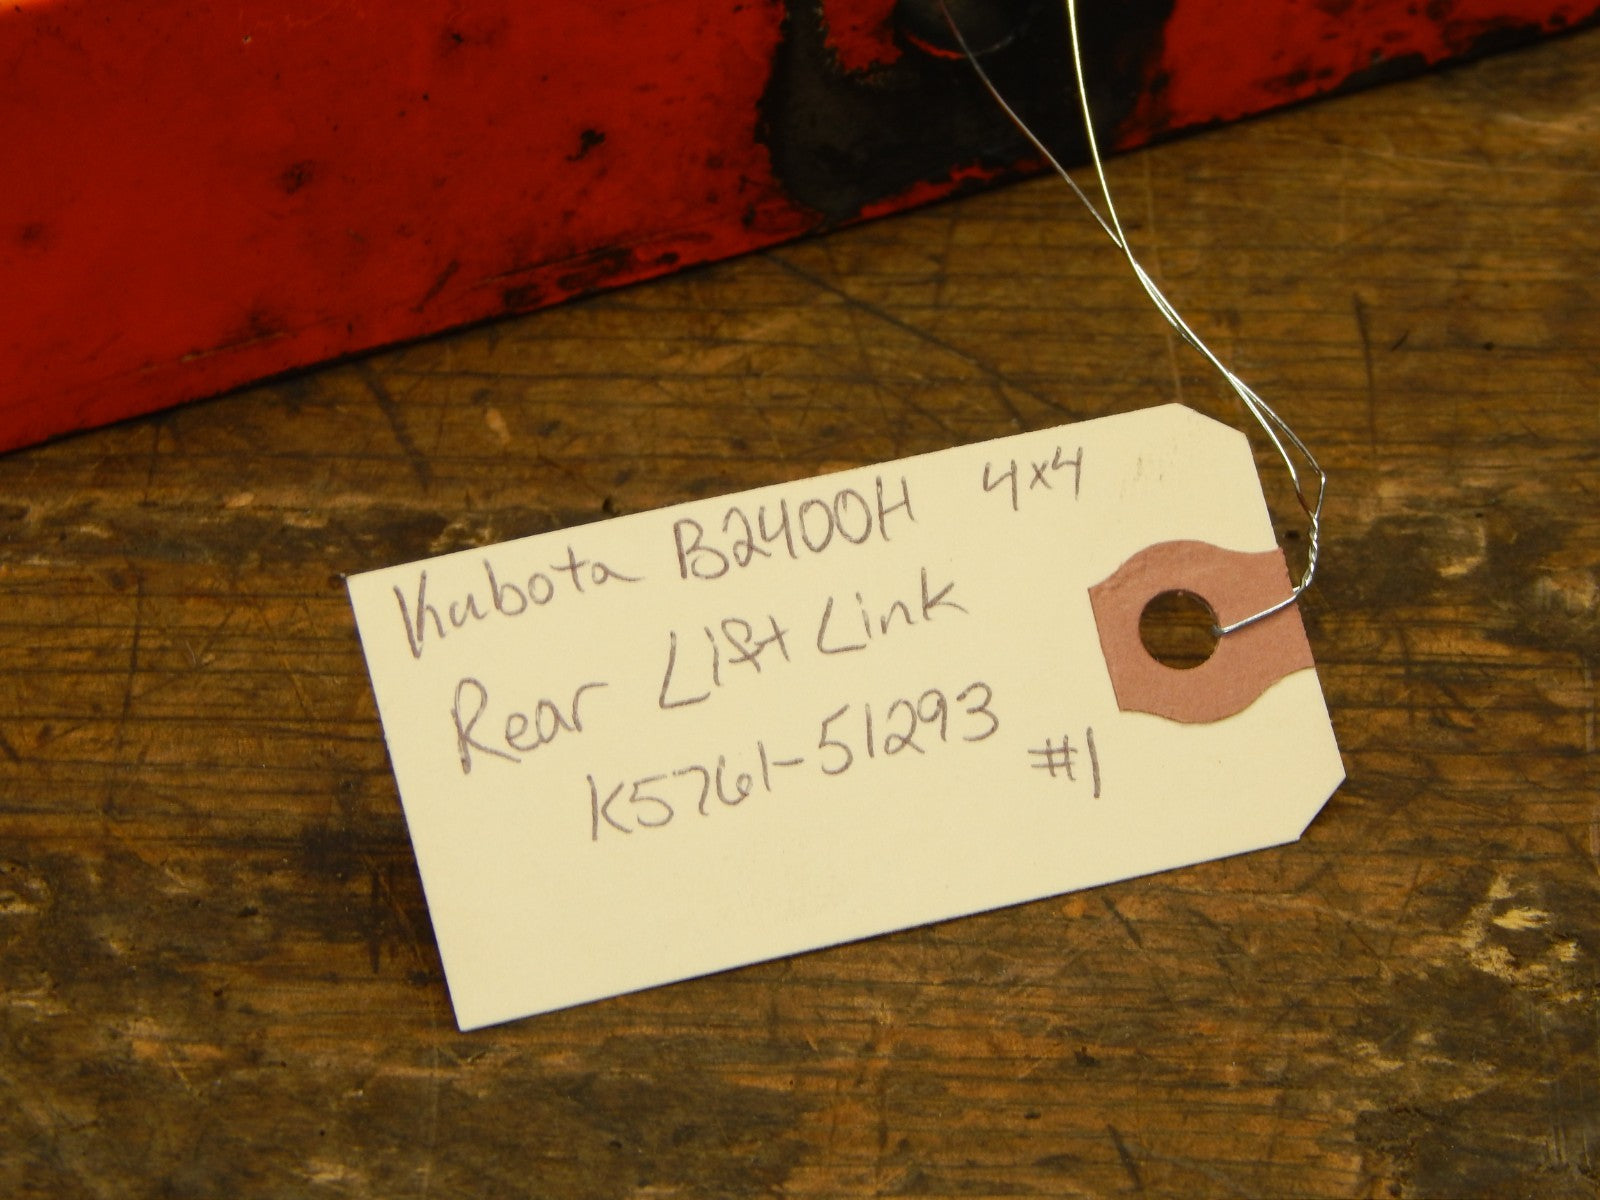 Kubota B2400H 4x4
Rear Lift Link
K5761-51293 #1